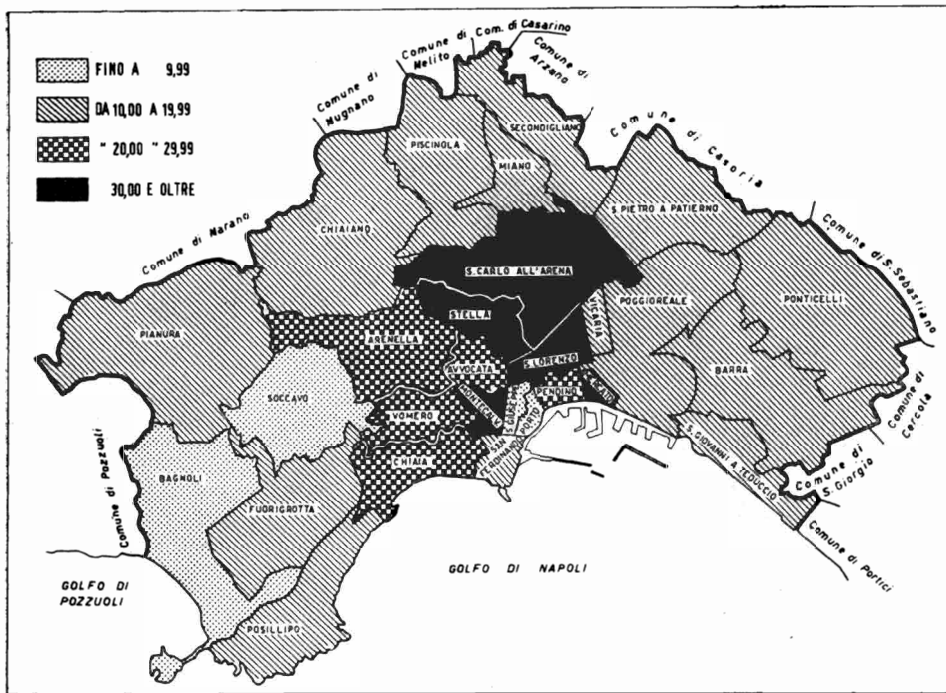 FINO A 9,99
DA 10,00 A 19,99
" 20,00 " 29,99
30,00 E OLTRE
Comune di Marano
Comune di Mugnano
Comune di Melito
Com. di Casarino
Comune di Arzano
Comune di Casoria
Comune di S. Sebastiano
Comune di Cercola
Comune di S. Giorgio
Comune di Portici
Comune di Pozzuoli
SECONDIGLIANO
PISCINOLA
MIANO
S. PIETRO A PATIERNO
CHIAIANO
S. CARLO ALL'ARENA
PONTICELLI
POGGIOREALE
VICARIA
STELLA
PIANURA
ARENELLA
AVVOCATA
S. LORENZO
BARRA
SOCCAVO
VOMERO
MONTECAL.
S. GIUSEP.
PORTO
PENDINO
MERCATO
SAN FERDINANDO
CHIAIA
S. GIOVANNI A TEDUCCIO
BAGNOLI
FUORIGROTTA
POSILLIPO
GOLFO DI POZZUOLI
GOLFO DI NAPOLI